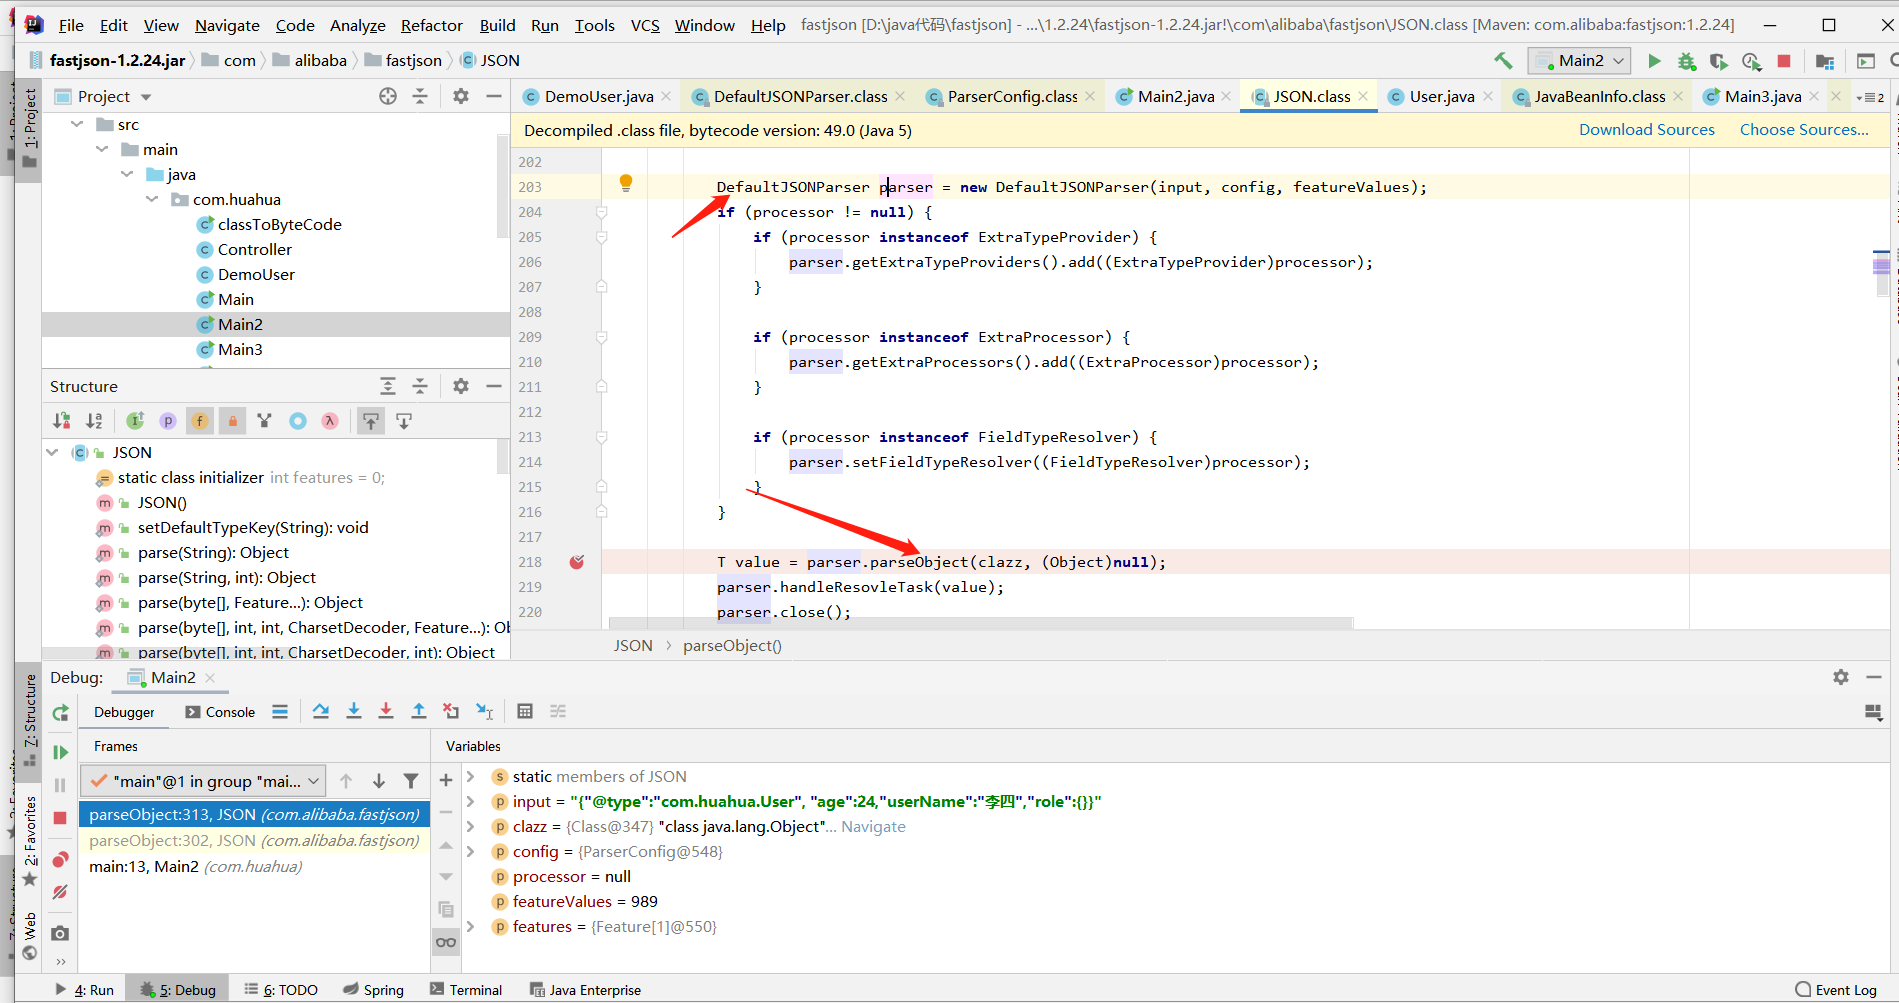 File Edit View Navigate Code Analyze Refactor Build Run Tools VCS Window Help fastjson [D:\java代码\fastjson] - ...\1.2.24\fastjson-1.2.24.jar!\com\alibaba\fastjson\JSON.class [Maven: com.alibaba:fastjson:1.2.24]
fastjson-1.2.24.jar com alibaba fastjson JSON Main2
1: Project
Project
DemoUser.java DefaultJSONParser.class ParserConfig.class Main2.java JSON.class User.java JavaBeanInfo.class Main3.java
src
main
java
com.huahua
classToByteCode
Controller
DemoUser
Main
Main2
Main3
Decompiled .class file, bytecode version: 49.0 (Java 5) Download Sources Choose Sources...
202
203 DefaultJSONParser parser = new DefaultJSONParser(input, config, featureValues);
204 if (processor != null) {
205 if (processor instanceof ExtraTypeProvider) {
206 parser.getExtraTypeProviders().add((ExtraTypeProvider)processor);
207 }
208
209 if (processor instanceof ExtraProcessor) {
210 parser.getExtraProcessors().add((ExtraProcessor)processor);
211 }
212
213 if (processor instanceof FieldTypeResolver) {
214 parser.setFieldTypeResolver((FieldTypeResolver)processor);
215 }
216 }
217
218 T value = parser.parseObject(clazz, (Object)null);
219 parser.handleResovleTask(value);
220 parser.close();
JSON parseObject()
Structure
JSON
static class initializer int features = 0;
JSON()
setDefaultTypeKey(String): void
parse(String): Object
parse(String, int): Object
parse(byte[], Feature...): Object
parse(byte[], int, int, CharsetDecoder, Feature...): Ob
parse(byte[], int, int, CharsetDecoder, int): Object
7: Structure
2: Favorites
Web
Debug: Main2
Debugger Console
Frames
"main"@1 in group "mai...
parseObject:313, JSON (com.alibaba.fastjson)
parseObject:302, JSON (com.alibaba.fastjson)
main:13, Main2 (com.huahua)
Variables
static members of JSON
input = "{"@type":"com.huahua.User", "age":24,"userName":"李四","role":{}}"
clazz = {Class@347} "class java.lang.Object"... Navigate
config = {ParserConfig@548}
processor = null
featureValues = 989
features = {Feature[1]@550}
4: Run 5: Debug 6: TODO Spring Terminal Java Enterprise Event Log